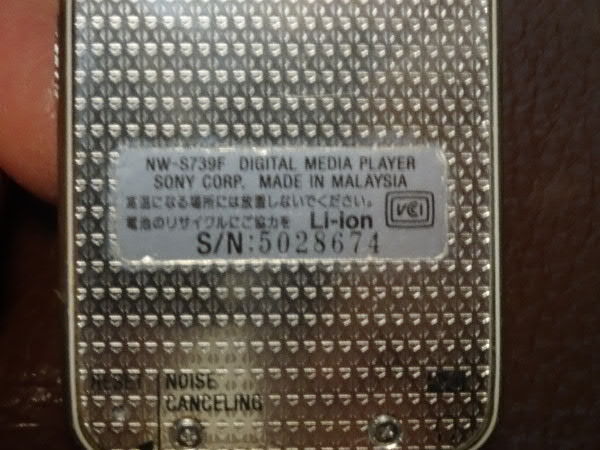 NW-S739F DIGITAL MEDIA PLAYER
SONY CORP. MADE IN MALAYSIA
高温になる場所には放置しないでください。
電池のリサイクルにご協力を Li-ion VCI
S/N:5028674
RESET NOISE
CANCELING